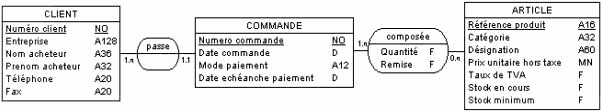 CLIENT
Numéro client NO
Entreprise A128
Nom acheteur A36
Prenom acheteur A32
Téléphone A20
Fax A20
1.n
passe
1.1
COMMANDE
Numero commande NO
Date commande D
Mode paiement A12
Date echéanche paiement D
1.n
composée
Quantité F
Remise F
0.n
ARTICLE
Référence produit A16
Catégorie A32
Désignation A60
Prix unitaire hors taxe MN
Taux de TVA F
Stock en cours F
Stock minimum F